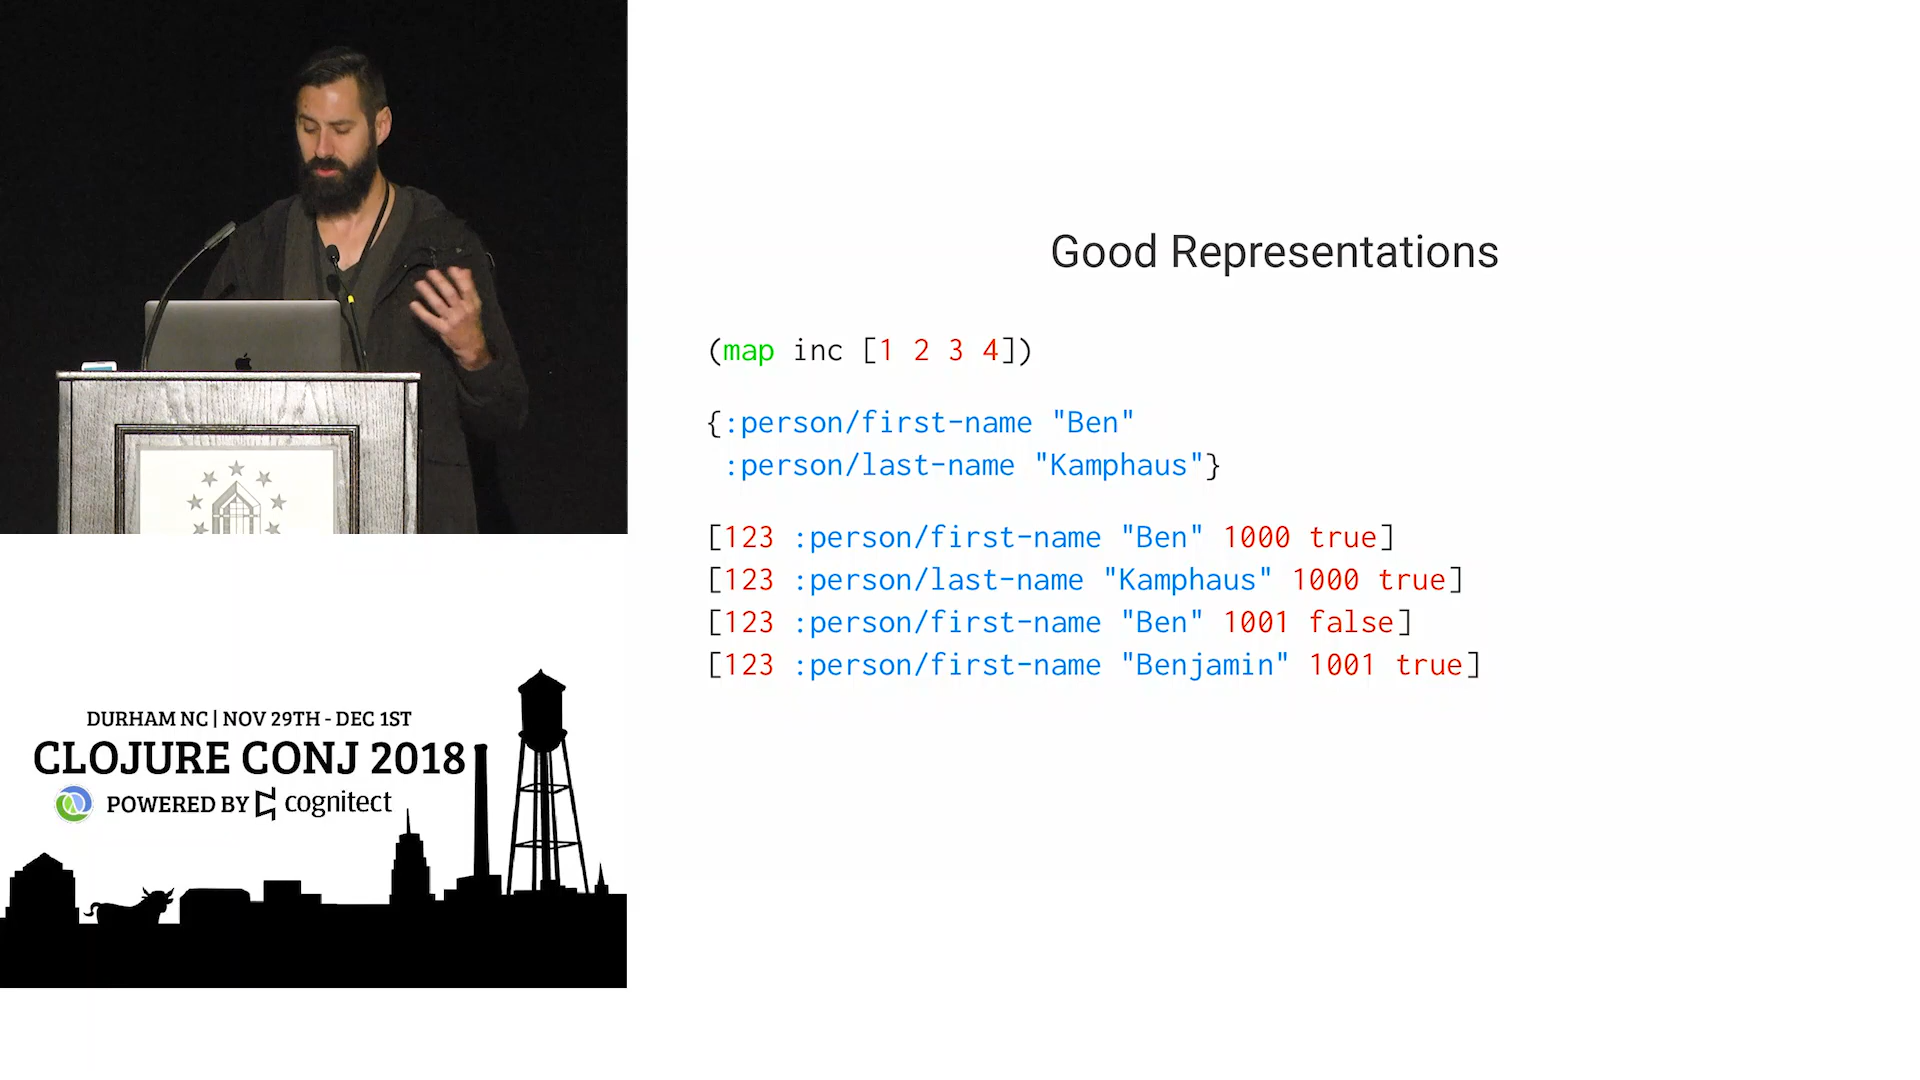 Good Representations
(map inc [1 2 3 4])
{:person/first-name "Ben"
:person/last-name "Kamphaus"}
[123 :person/first-name "Ben" 1000 true]
[123 :person/last-name "Kamphaus" 1000 true]
[123 :person/first-name "Ben" 1001 false]
[123 :person/first-name "Benjamin" 1001 true]
DURHAM NC | NOV 29TH - DEC 1ST
CLOJURE CONJ 2018
POWERED BY cognitect